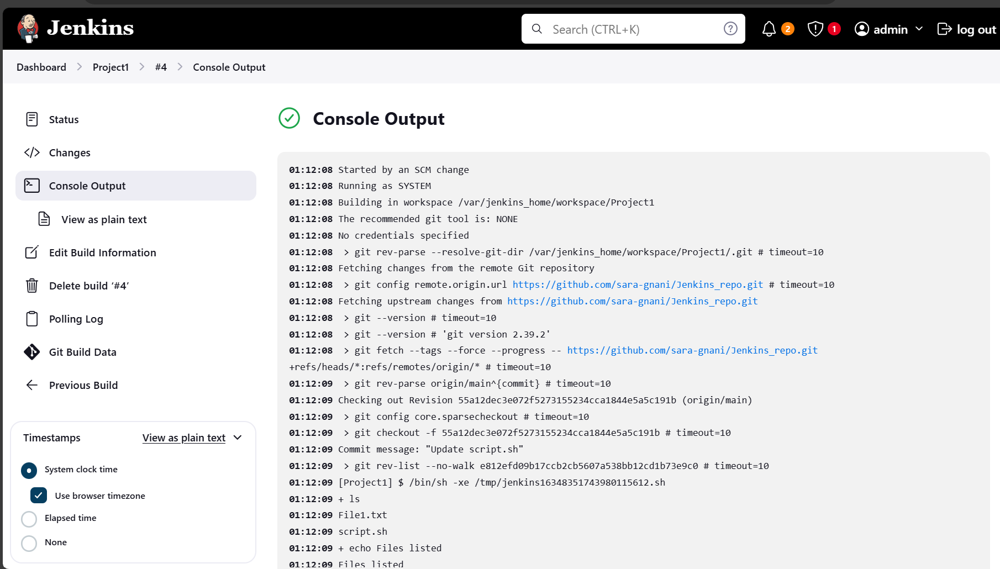 Jenkins
Search (CTRL+K)
?
2
1
admin
log out
Dashboard
Project1
#4
Console Output
Status
Changes
Console Output
View as plain text
Edit Build Information
Delete build ‘#4’
Polling Log
Git Build Data
Previous Build
Timestamps
View as plain text
System clock time
Use browser timezone
Elapsed time
None
Console Output
01:12:08 Started by an SCM change
01:12:08 Running as SYSTEM
01:12:08 Building in workspace /var/jenkins_home/workspace/Project1
01:12:08 The recommended git tool is: NONE
01:12:08 No credentials specified
01:12:08  > git rev-parse --resolve-git-dir /var/jenkins_home/workspace/Project1/.git # timeout=10
01:12:08 Fetching changes from the remote Git repository
01:12:08  > git config remote.origin.url https://github.com/sara-gnani/Jenkins_repo.git # timeout=10
01:12:08 Fetching upstream changes from https://github.com/sara-gnani/Jenkins_repo.git
01:12:08  > git --version # timeout=10
01:12:08  > git --version # 'git version 2.39.2'
01:12:08  > git fetch --tags --force --progress -- https://github.com/sara-gnani/Jenkins_repo.git
+refs/heads/*:refs/remotes/origin/* # timeout=10
01:12:09  > git rev-parse origin/main^{commit} # timeout=10
01:12:09 Checking out Revision 55a12dec3e072f5273155234cca1844e5a5c191b (origin/main)
01:12:09  > git config core.sparsecheckout # timeout=10
01:12:09  > git checkout -f 55a12dec3e072f5273155234cca1844e5a5c191b # timeout=10
01:12:09 Commit message: "Update script.sh"
01:12:09  > git rev-list --no-walk e812efd09b17ccb2cb5607a538bb12cd1b73e9c0 # timeout=10
01:12:09 [Project1] $ /bin/sh -xe /tmp/jenkins16348351743980115612.sh
01:12:09 + ls
01:12:09 File1.txt
01:12:09 script.sh
01:12:09 + echo Files listed
01:12:09 Files listed